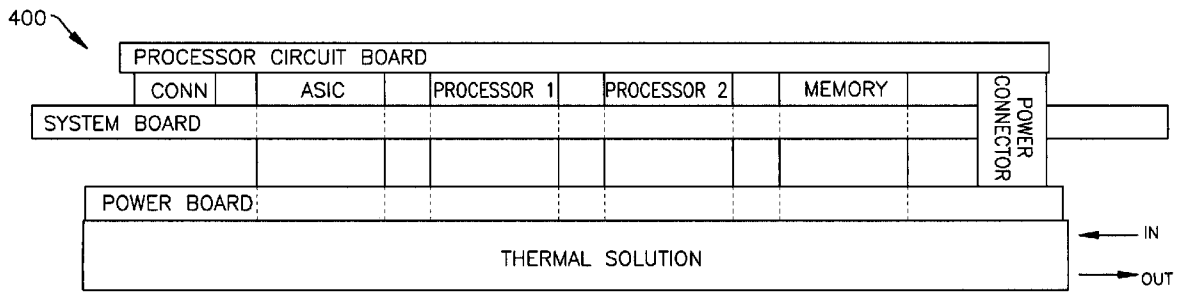 400
PROCESSOR CIRCUIT BOARD
CONN ASIC PROCESSOR 1 PROCESSOR 2 MEMORY
POWER CONNECTOR
SYSTEM BOARD
POWER BOARD
THERMAL SOLUTION
IN
OUT